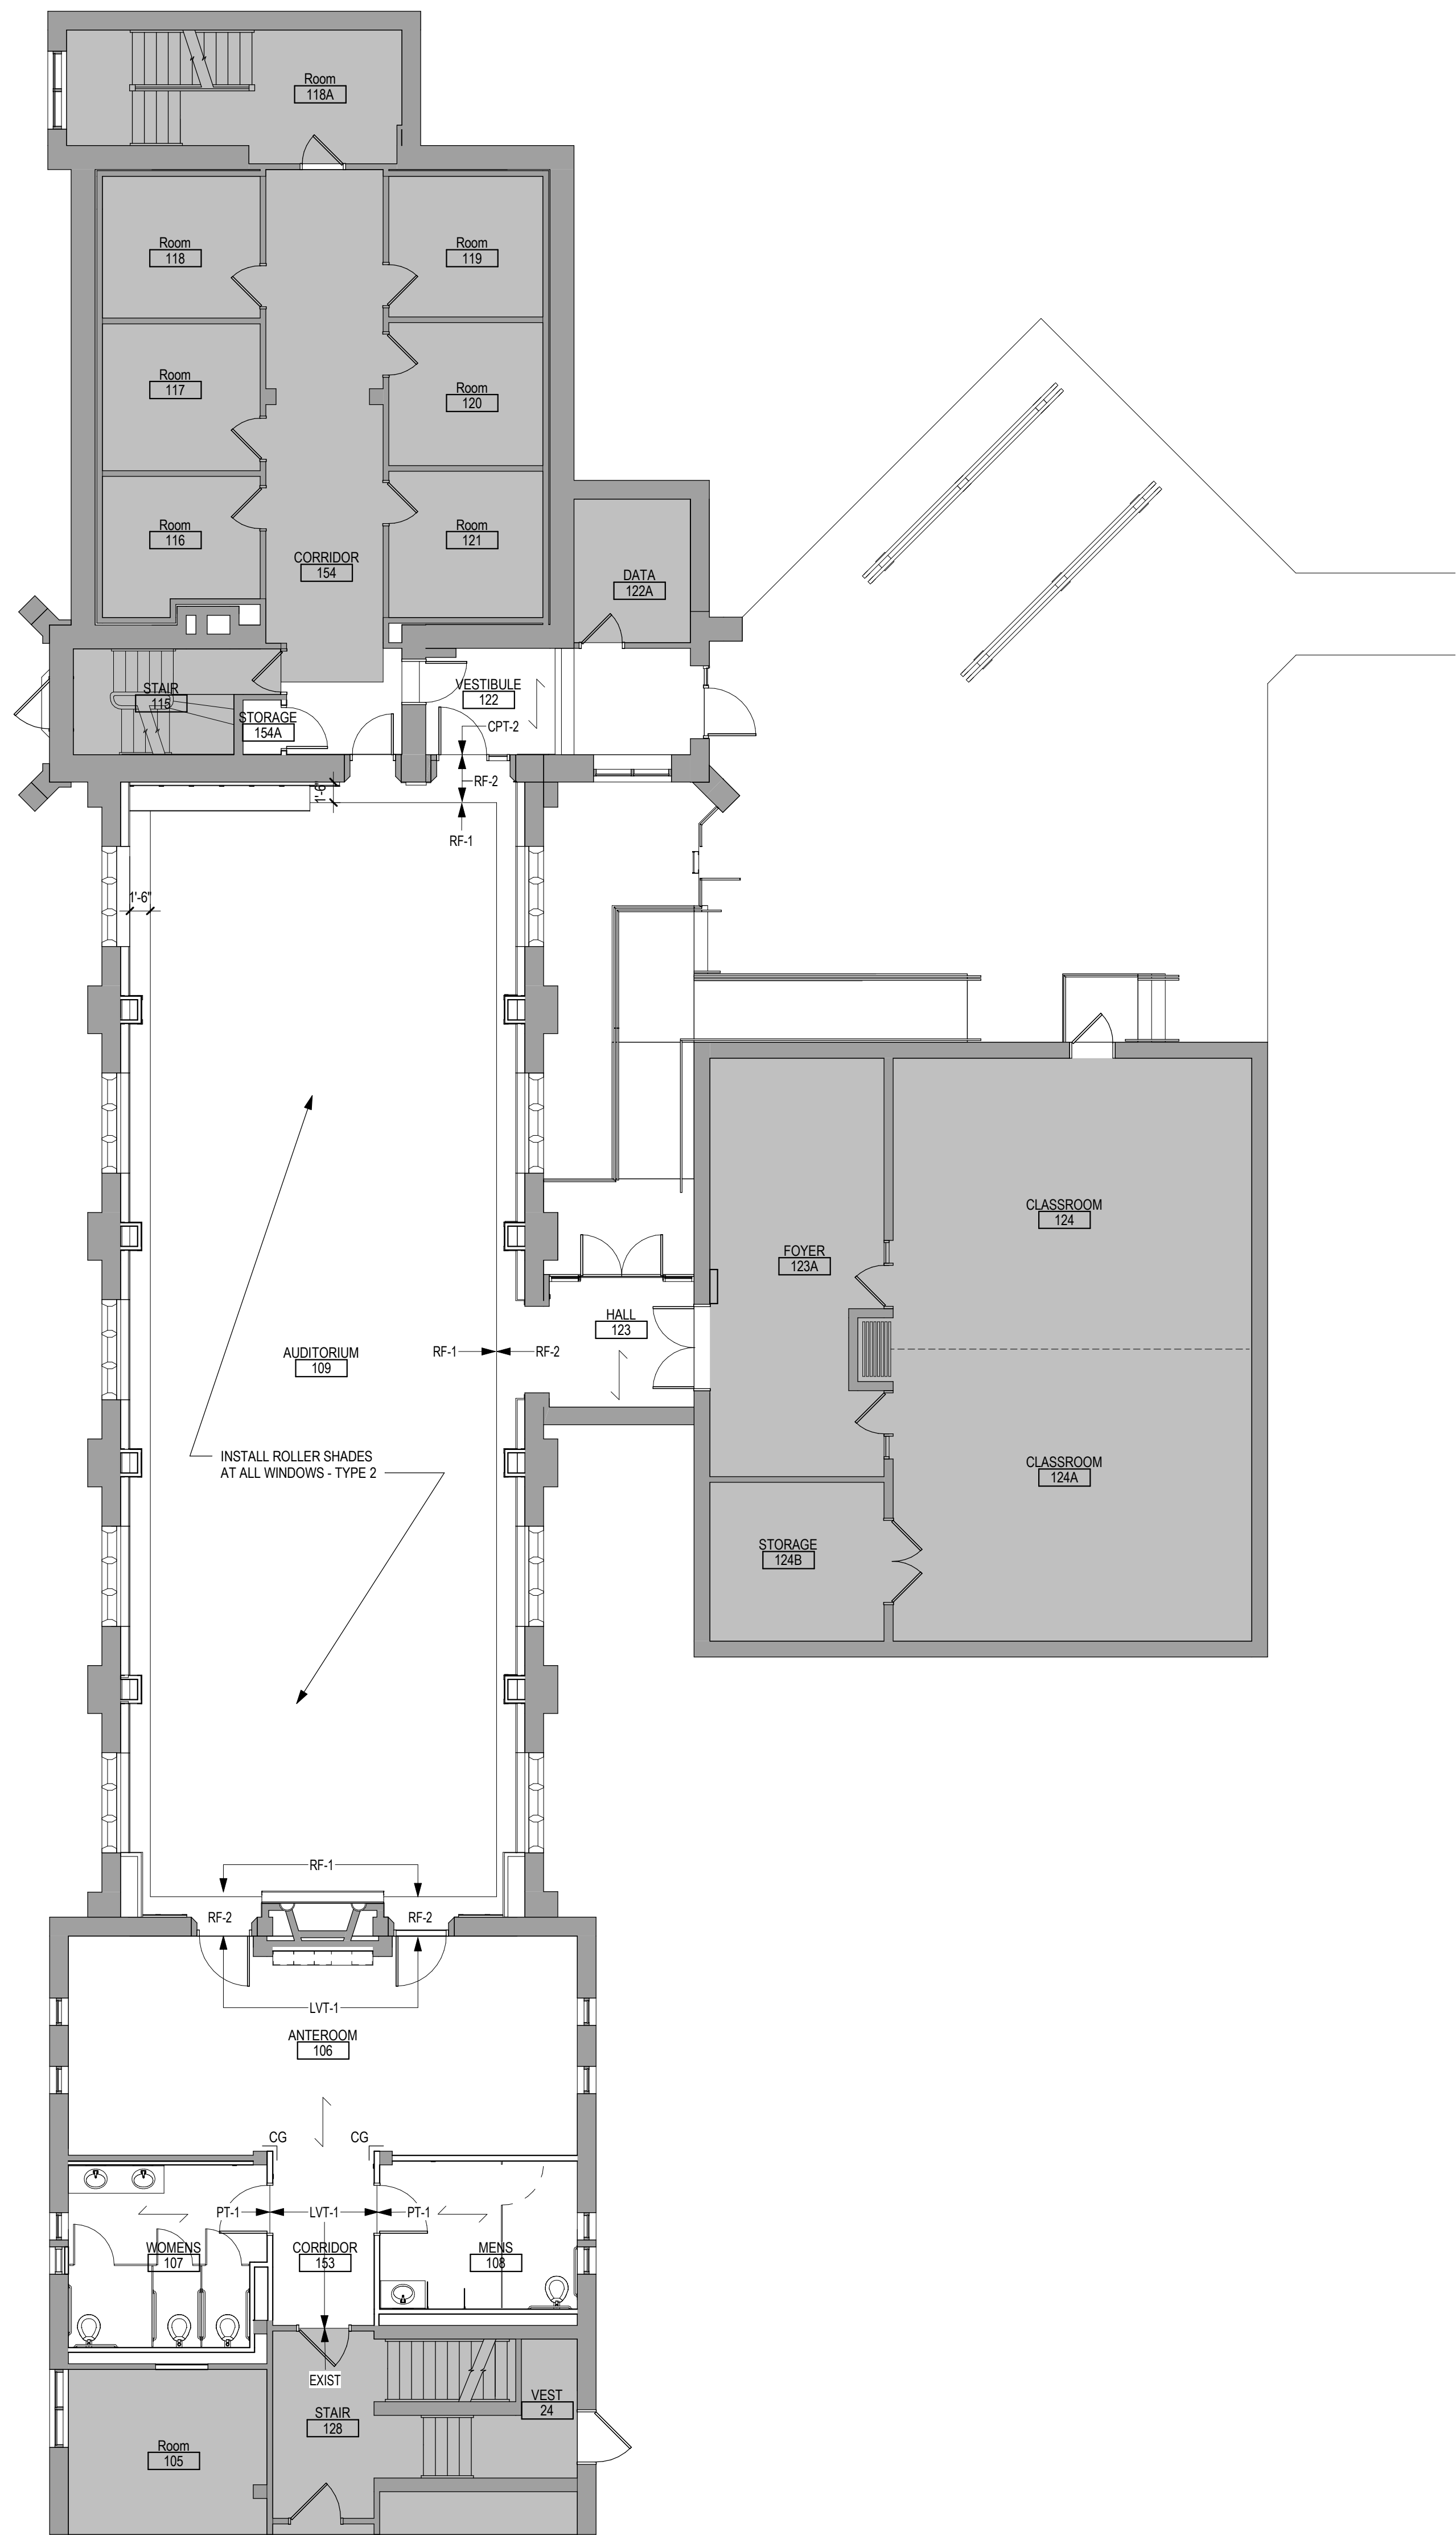 Room
118A
Room
118
Room
119
Room
117
Room
120
Room
116
Room
121
CORRIDOR
154
DATA
122A
STAIR
115
VESTIBULE
122
STORAGE
154A
CPT-2
RF-2
1'-6"
RF-1
1'-6"
CLASSROOM
124
FOYER
123A
HALL
123
AUDITORIUM
109
RF-1
RF-2
INSTALL ROLLER SHADES
AT ALL WINDOWS - TYPE 2
CLASSROOM
124A
STORAGE
124B
RF-1
RF-2
RF-2
LVT-1
ANTEROOM
106
CG
CG
PT-1
LVT-1
PT-1
WOMENS
107
CORRIDOR
153
MENS
108
EXIST
VEST
24
STAIR
128
Room
105